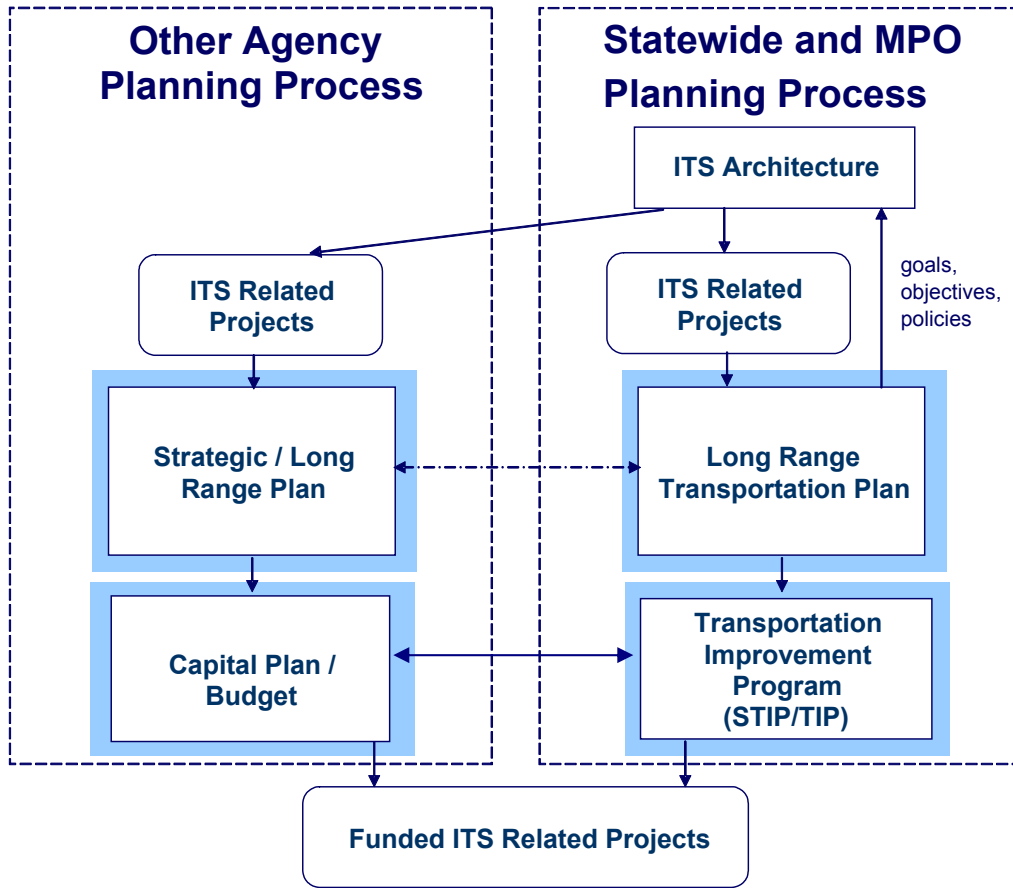 Other Agency
Planning Process
Statewide and MPO
Planning Process
ITS Architecture
goals,
objectives,
policies
ITS Related
Projects
ITS Related
Projects
Strategic / Long
Range Plan
Long Range
Transportation Plan
Capital Plan /
Budget
Transportation
Improvement
Program
(STIP/TIP)
Funded ITS Related Projects